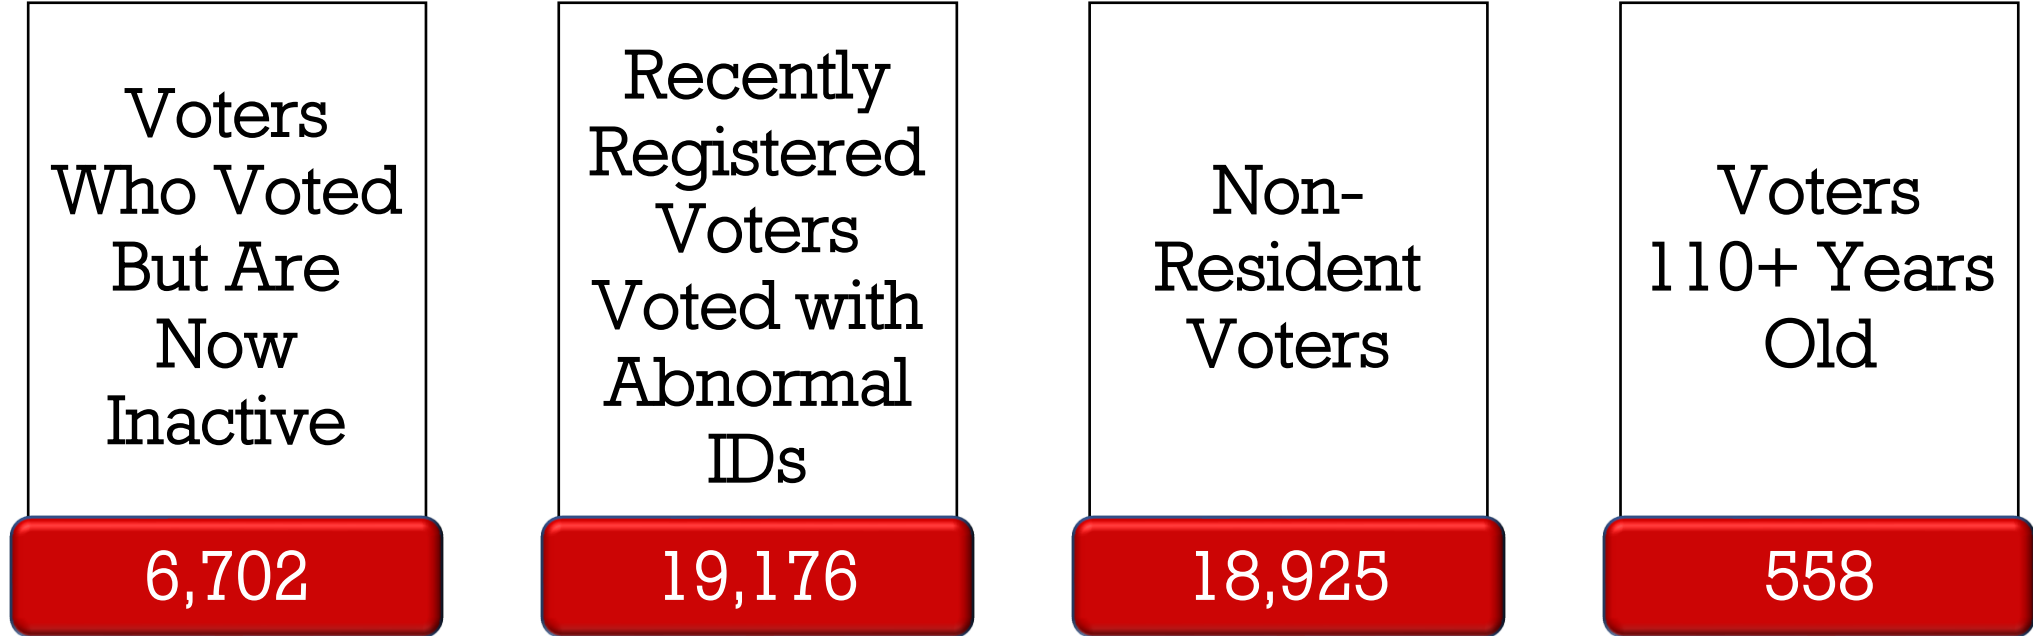 Voters
Who Voted
But Are
Now
Inactive
6,702
Recently
Registered
Voters
Voted with
Abnormal
IDs
19,176
Non-
Resident
Voters
18,925
Voters
110+ Years
Old
558